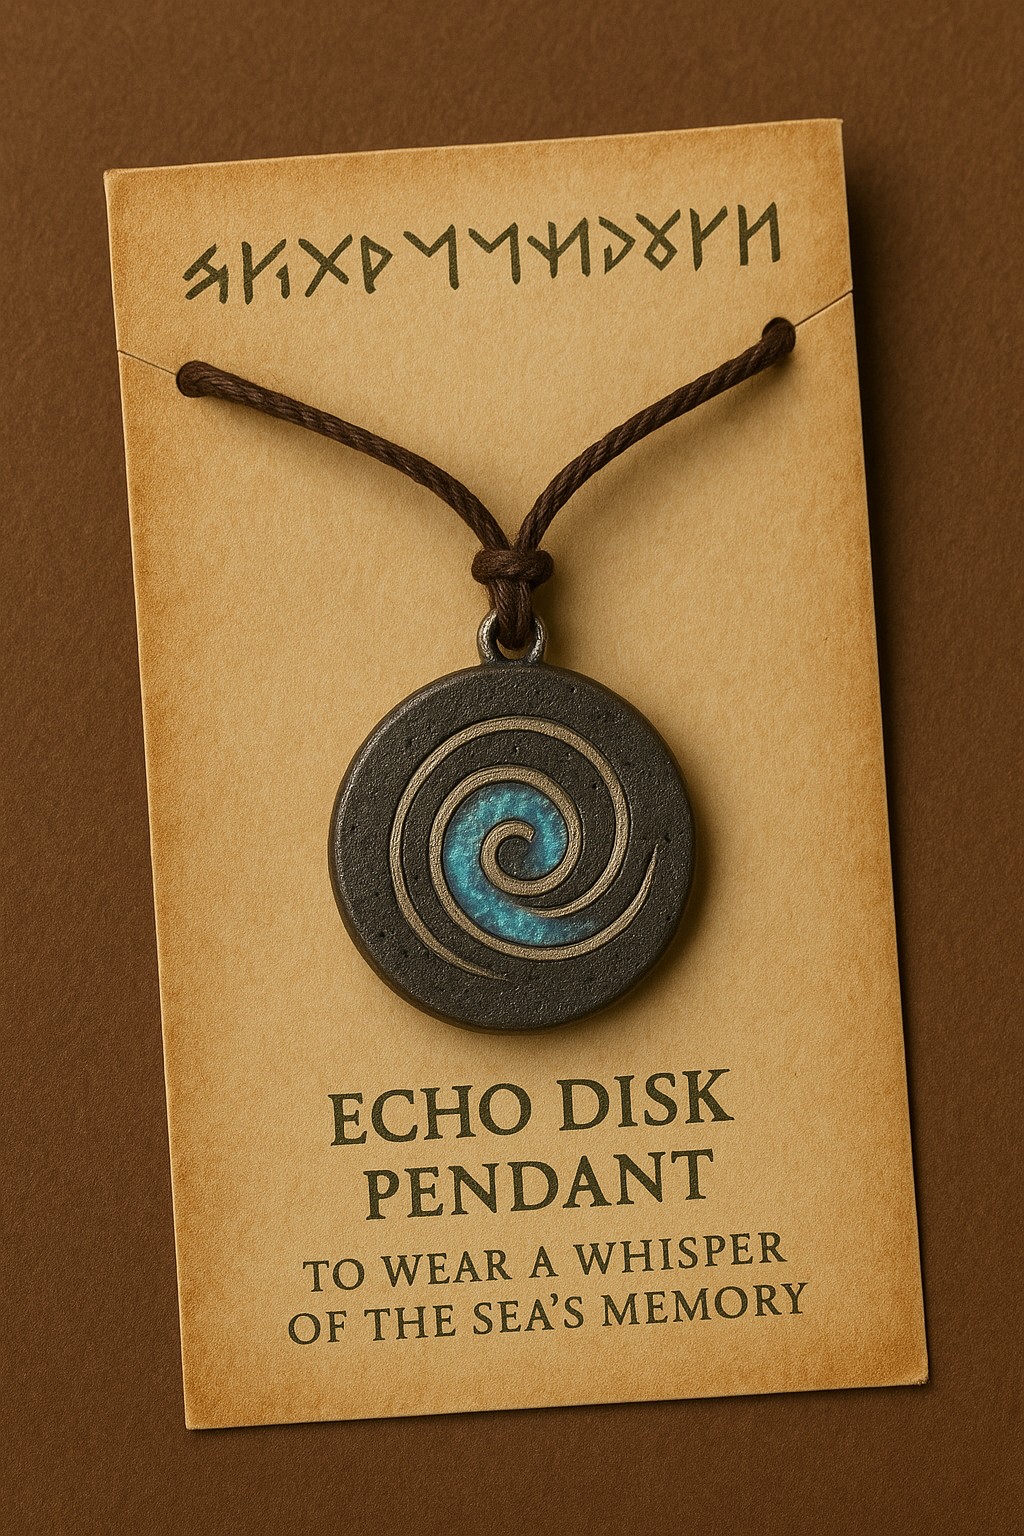 ECHO DISK
PENDANT
TO WEAR A WHISPER
OF THE SEA'S MEMORY